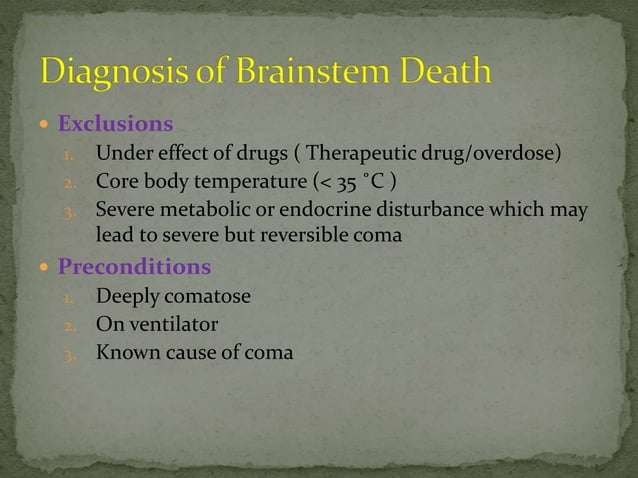 Diagnosis of Brainstem Death
• Exclusions
1. Under effect of drugs ( Therapeutic drug/overdose)
2. Core body temperature (< 35 ˚C )
3. Severe metabolic or endocrine disturbance which may
lead to severe but reversible coma
• Preconditions
1. Deeply comatose
2. On ventilator
3. Known cause of coma